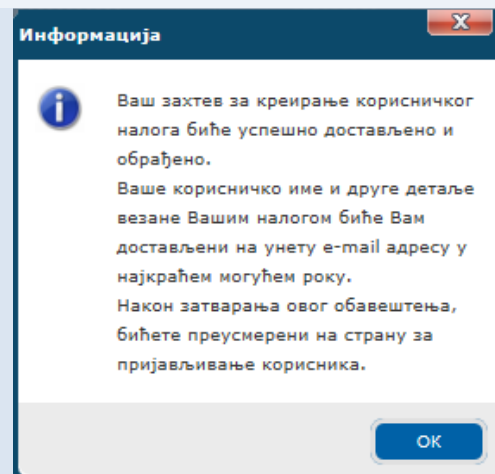 Информација
Ваш захтев за креирање корисничког
налога биће успешно достављено и
обрађено.
Ваше корисничко име и друге детаље
везане Вашим налогом биће Вам
достављени на унету e-mail адресу у
најкраћем могућем року.
Након затварања овог обавештења,
бићете преусмерени на страну за
пријављивање корисника.
ОК